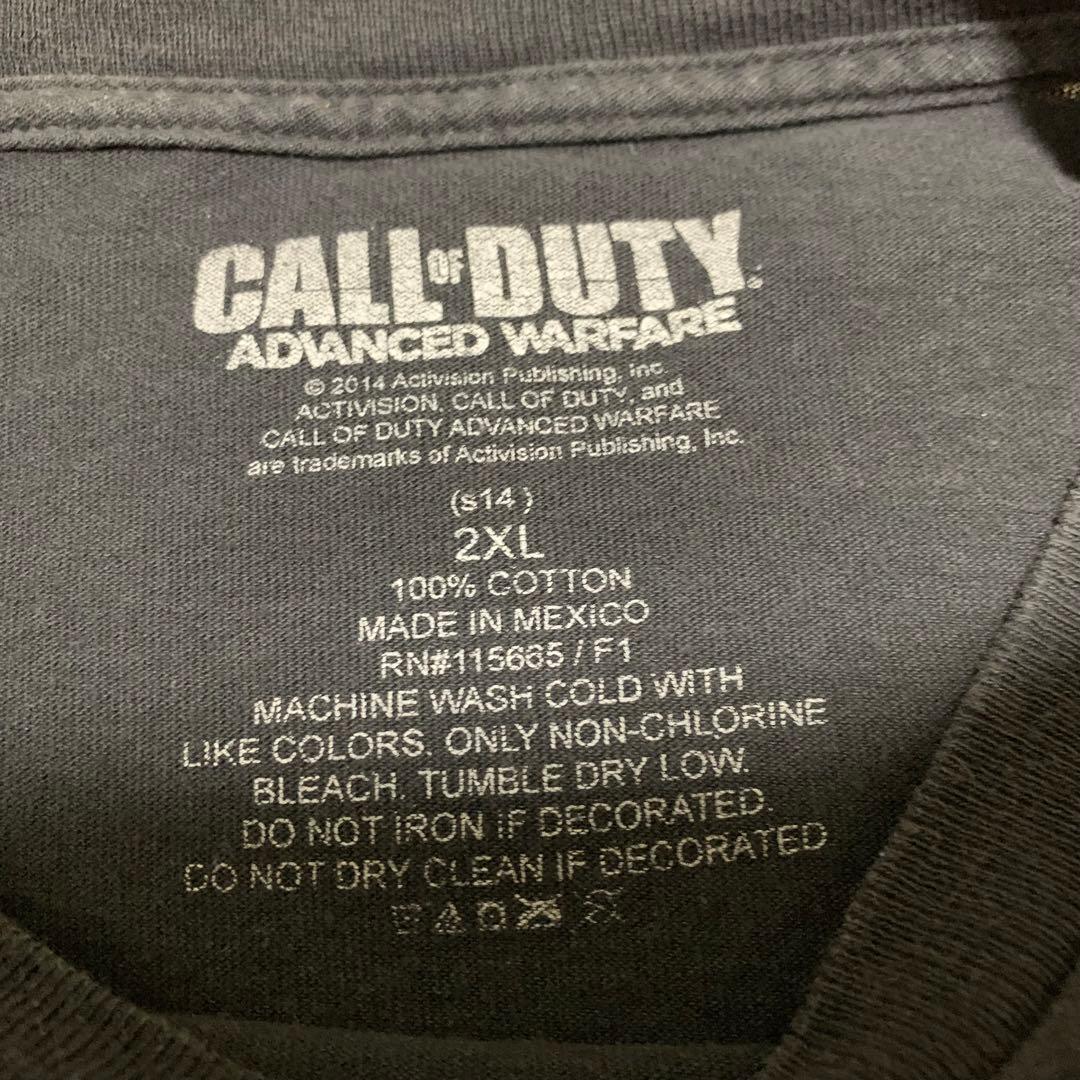 CALL OF DUTY
ADVANCED WARFARE
© 2014 Activision Publishing, Inc
ACTIVISION, CALL OF DUTY, and
CALL OF DUTY ADVANCED WARFARE
are trademarks of Activision Publishing, Inc.
(s14 )
2XL
100% COTTON
MADE IN MEXICO
RN#115665 / F1
MACHINE WASH COLD WITH
LIKE COLORS. ONLY NON-CHLORINE
BLEACH. TUMBLE DRY LOW.
DO NOT IRON IF DECORATED.
DO NOT DRY CLEAN IF DECORATED